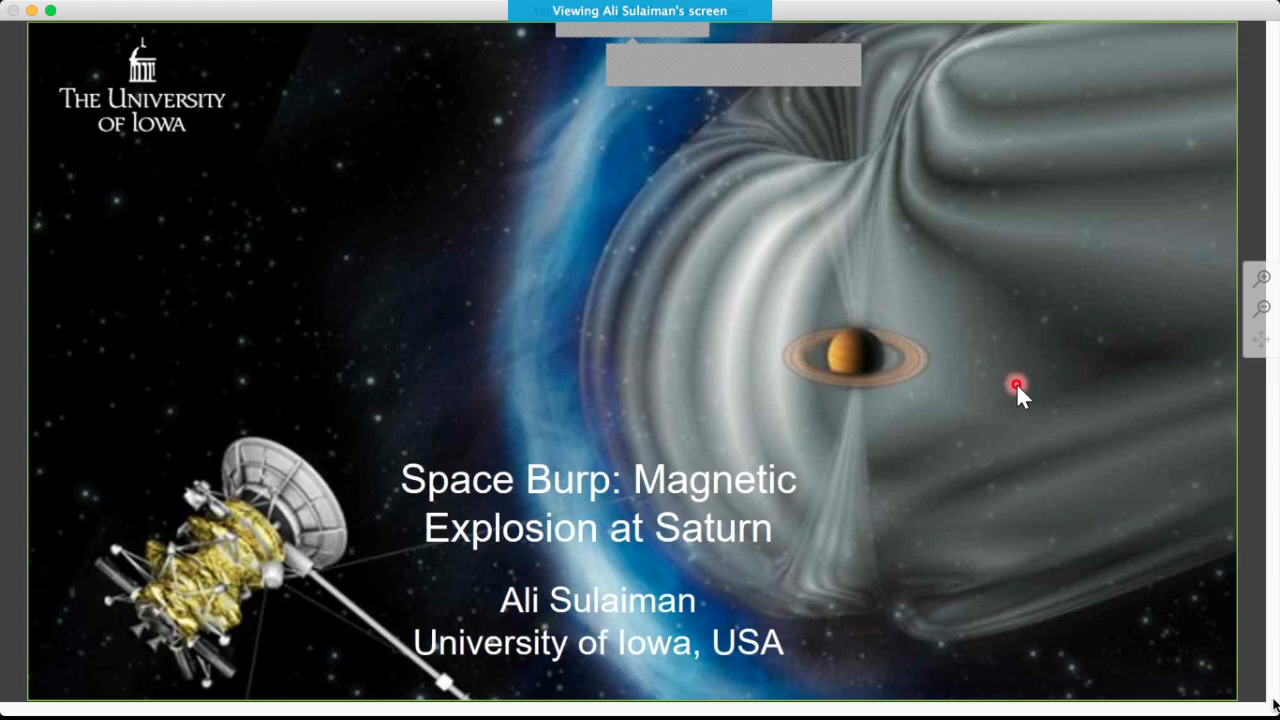 Viewing Ali Sulaiman's screen
THE UNIVERSITY
OF IOWA
Space Burp: Magnetic
Explosion at Saturn
Ali Sulaiman
University of Iowa, USA